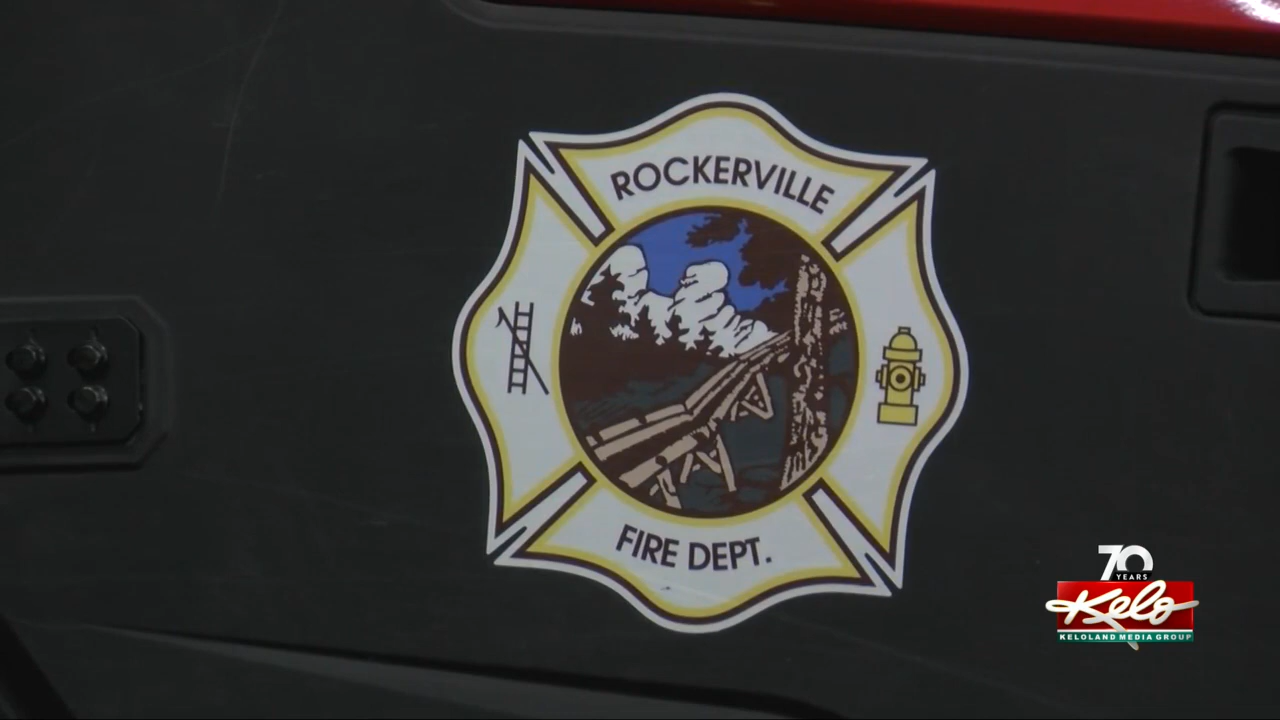 ROCKERVILLE
FIRE DEPT.
70
YEARS
Kelo
KELOLAND MEDIA GROUP